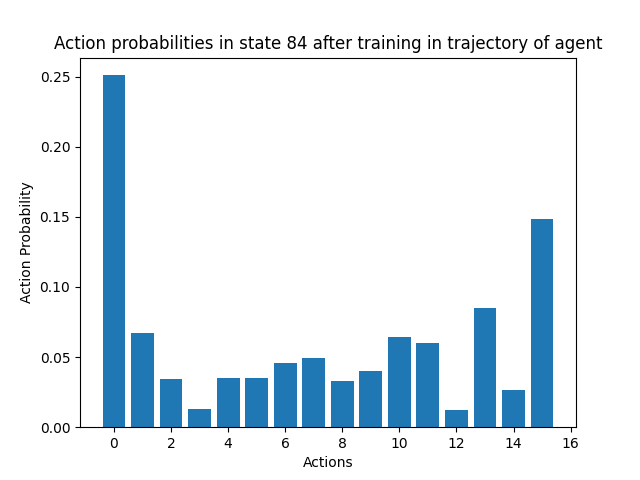 Action probabilities in state 84 after training in trajectory of agent
0.25
0.20
0.15
0.10
0.05
0.00
Action Probability
0 2 4 6 8 10 12 14 16
Actions